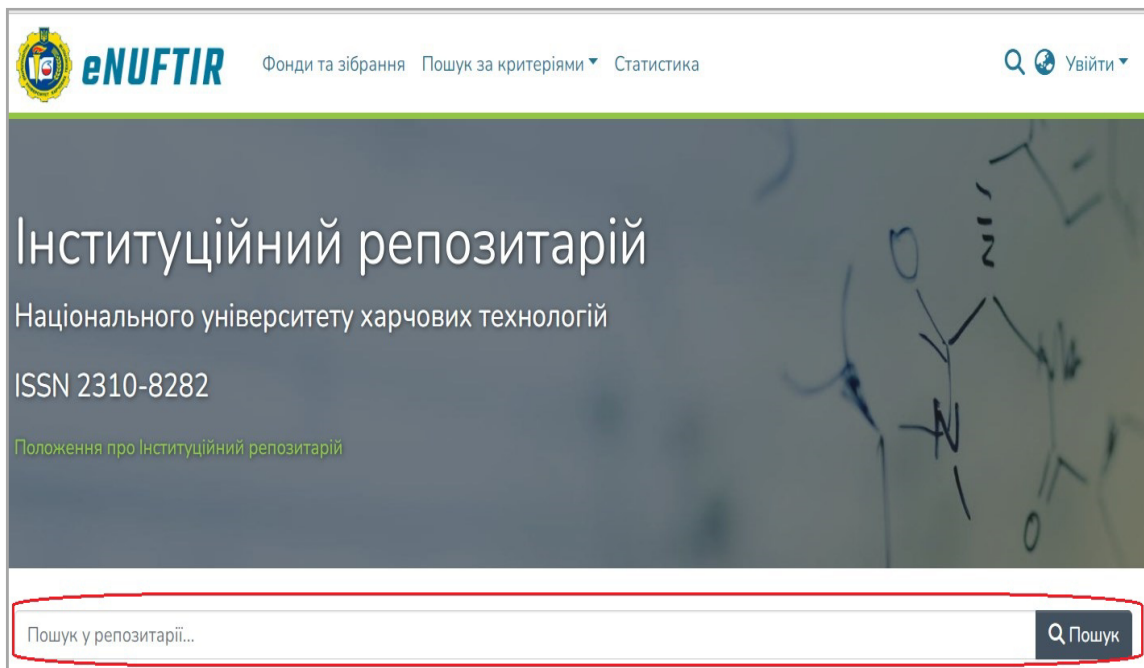 eNUFTIR Фонди та зібрання Пошук за критеріями Статистика Увійти
Інституційний репозитарій
Національного університету харчових технологій
ISSN 2310-8282
Положення про Інституційний репозитарій
Пошук у репозитарії... Пошук